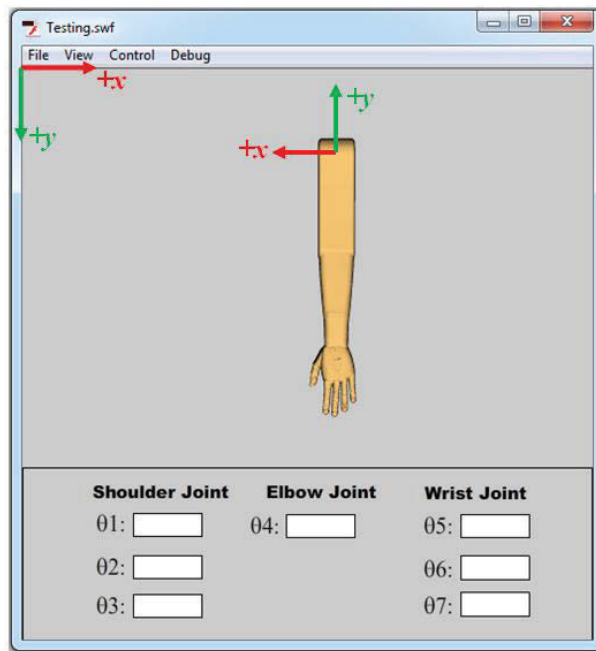 Testing.swf
File View Control Debug
+x
+y
+y
+x
Shoulder Joint Elbow Joint Wrist Joint
θ1: θ4: θ5:
θ2: θ6:
θ3: θ7: